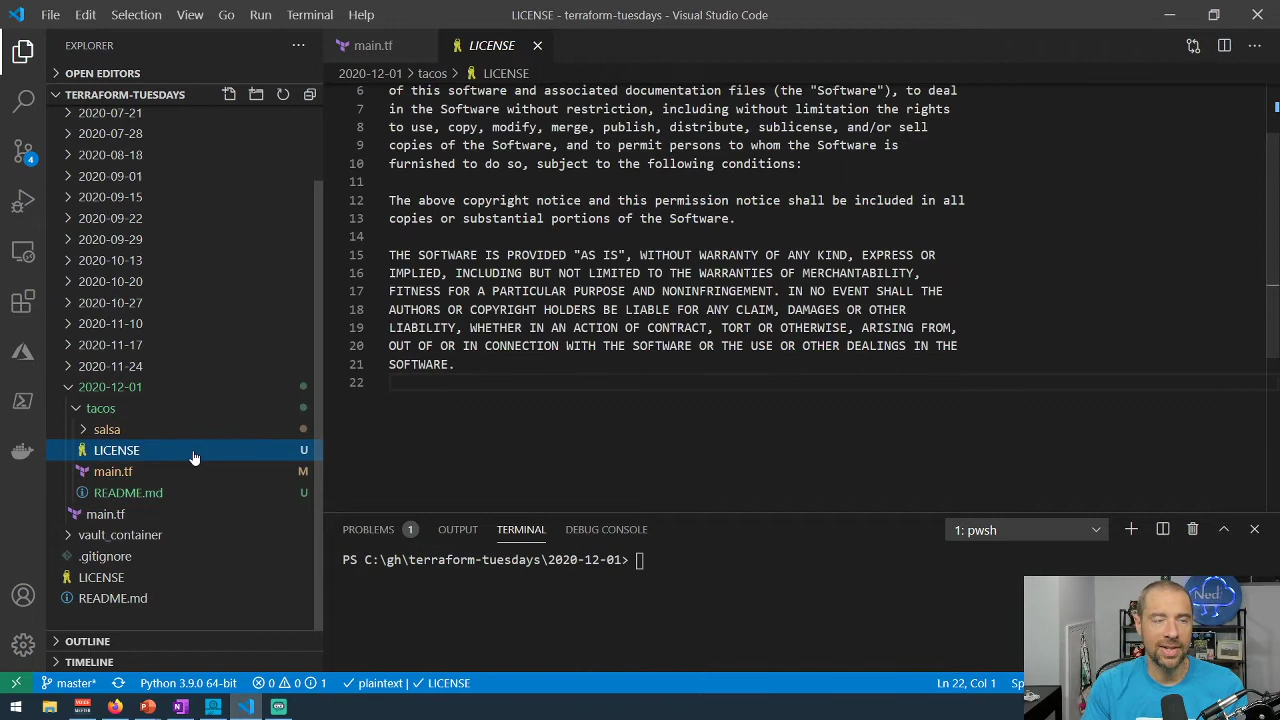 File Edit Selection View Go Run Terminal Help
LICENSE - terraform-tuesdays - Visual Studio Code
EXPLORER
main.tf
LICENSE
OPEN EDITORS
2020-12-01 > tacos > LICENSE
TERRAFORM-TUESDAYS
2020-07-21
2020-07-28
2020-08-18
2020-09-01
2020-09-15
2020-09-22
2020-09-29
2020-10-13
2020-10-20
2020-10-27
2020-11-10
2020-11-17
2020-11-24
2020-12-01
tacos
salsa
LICENSE U
main.tf M
README.md U
main.tf
vault_container
.gitignore
LICENSE
README.md
OUTLINE
TIMELINE
4
6 of this software and associated documentation files (the "Software"), to deal
7 in the Software without restriction, including without limitation the rights
8 to use, copy, modify, merge, publish, distribute, sublicense, and/or sell
9 copies of the Software, and to permit persons to whom the Software is
10 furnished to do so, subject to the following conditions:
11
12 The above copyright notice and this permission notice shall be included in all
13 copies or substantial portions of the Software.
14
15 THE SOFTWARE IS PROVIDED "AS IS", WITHOUT WARRANTY OF ANY KIND, EXPRESS OR
16 IMPLIED, INCLUDING BUT NOT LIMITED TO THE WARRANTIES OF MERCHANTABILITY,
17 FITNESS FOR A PARTICULAR PURPOSE AND NONINFRINGEMENT. IN NO EVENT SHALL THE
18 AUTHORS OR COPYRIGHT HOLDERS BE LIABLE FOR ANY CLAIM, DAMAGES OR OTHER
19 LIABILITY, WHETHER IN AN ACTION OF CONTRACT, TORT OR OTHERWISE, ARISING FROM,
20 OUT OF OR IN CONNECTION WITH THE SOFTWARE OR THE USE OR OTHER DEALINGS IN THE
21 SOFTWARE.
22
PROBLEMS 1 OUTPUT TERMINAL DEBUG CONSOLE
1: pwsh
PS C:\gh\terraform-tuesdays\2020-12-01>
Ned
master* Python 3.9.0 64-bit 0 0 1 plaintext | LICENSE
Ln 22, Col 1 Sp